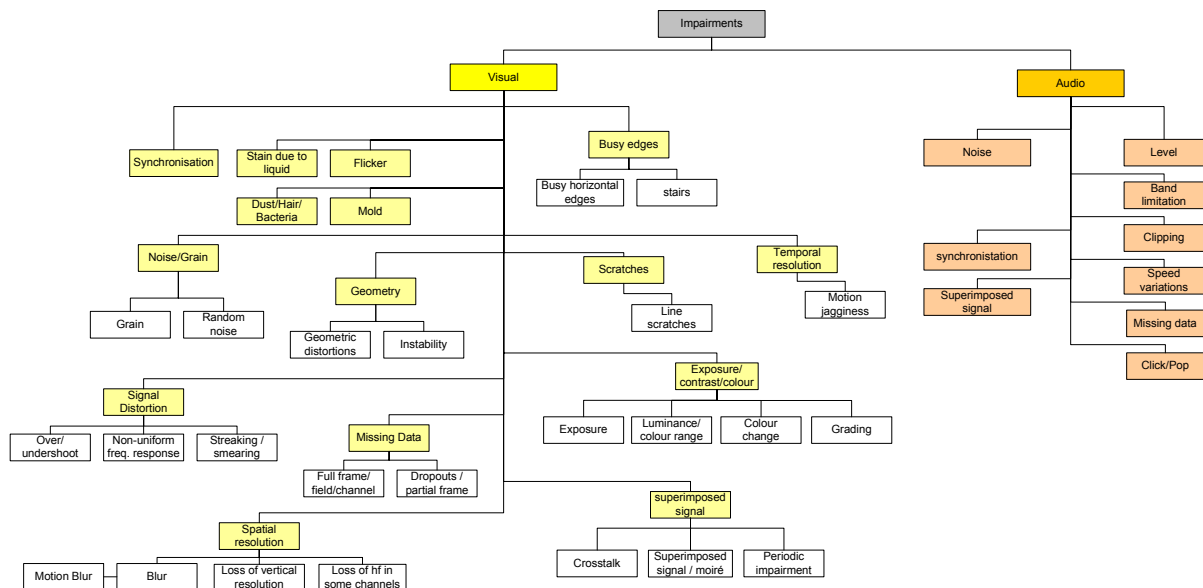 Impairments
Visual
Audio
Synchronisation
Stain due to
liquid
Flicker
Busy edges
Noise
Level
Busy horizontal
edges
stairs
Dust/Hair/
Bacteria
Mold
Band
limitation
Noise/Grain
Temporal
resolution
synchronistation
Clipping
Geometry
Scratches
Speed
variations
Grain
Random
noise
Motion
jagginess
Superimposed
signal
Geometric
distortions
Instability
Line
scratches
Missing data
Click/Pop
Signal
Distortion
Exposure/
contrast/colour
Over/
undershoot
Non-uniform
freq. response
Streaking /
smearing
Missing Data
Exposure
Luminance/
colour range
Colour
change
Grading
Full frame/
field/channel
Dropouts /
partial frame
superimposed
signal
Spatial
resolution
Crosstalk
Superimposed
signal / moiré
Periodic
impairment
Motion Blur
Blur
Loss of vertical
resolution
Loss of hf in
some channels